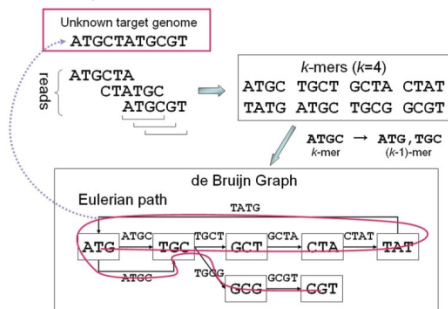 Unknown target genome
ATGCTATGCGT
reads
ATGCTA
CTATGC
ATGCGT
k-mers (k=4)
ATGC TGCT GCTA CTAT
TATG ATGC TGCG GCGT
ATGC → ATG,TGC
k-mer (k-1)-mer
de Bruijn Graph
Eulerian path
TATG
ATGC TGCT GCTA CTAT
ATG TGC GCT CTA TAT
ATGC TGCG GCGT
GCG CGT